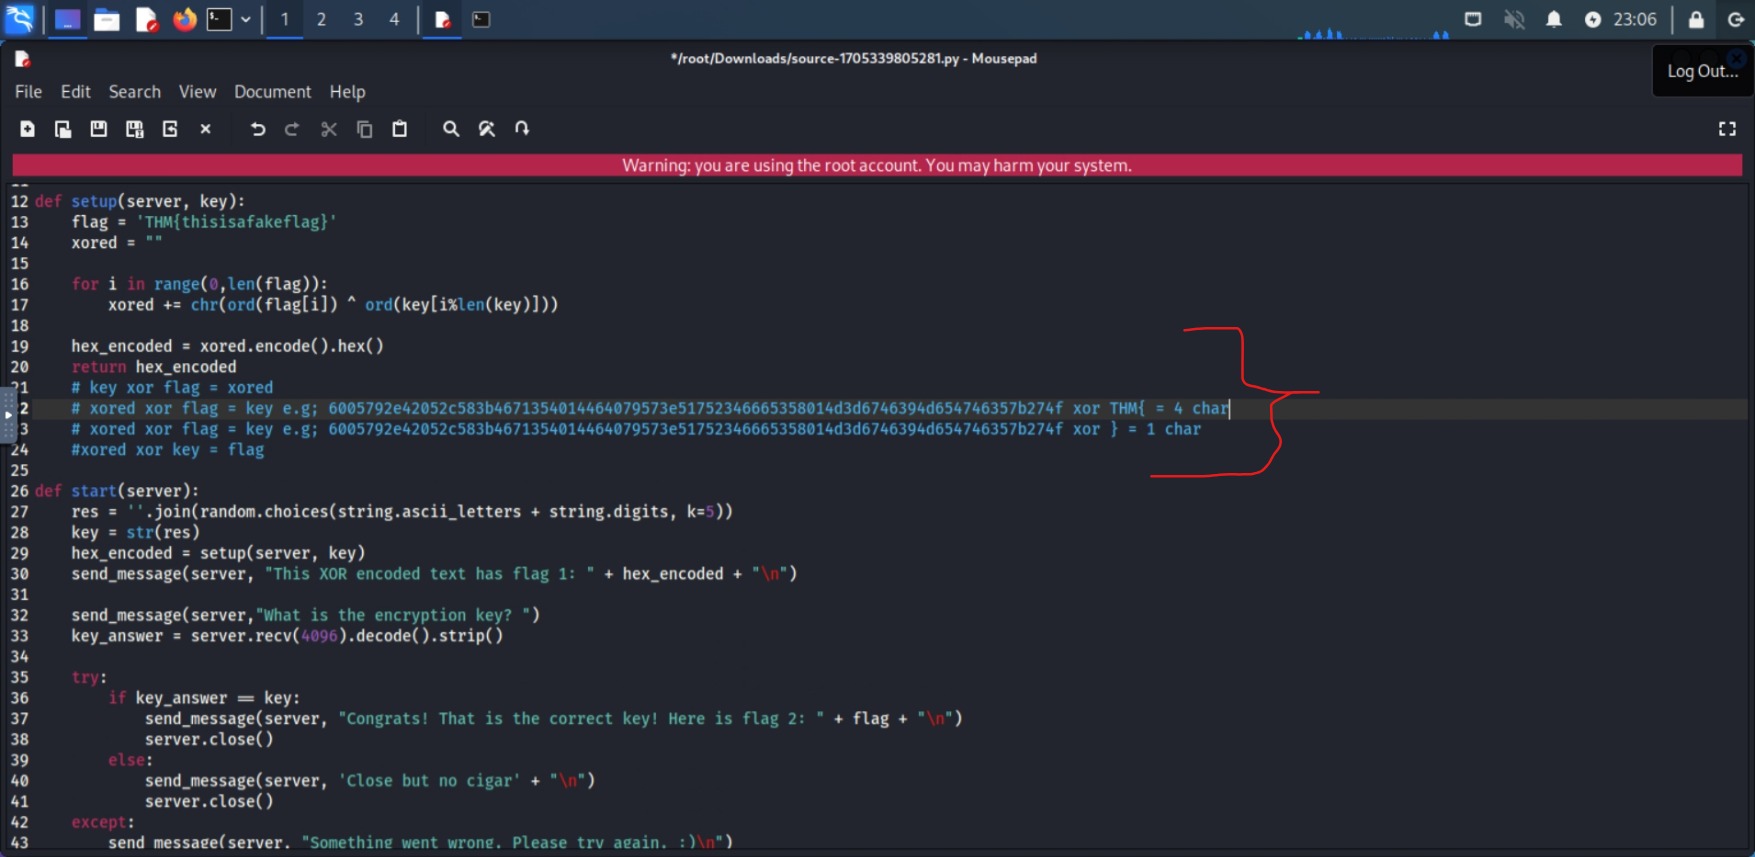 1 2 3 4 23:06
*/root/Downloads/source-1705339805281.py - Mousepad
Log Out...
File Edit Search View Document Help
Warning: you are using the root account. You may harm your system.
12 def setup(server, key):
13 flag = 'THM{thisisafakeflag}'
14 xored = ""
15
16 for i in range(0,len(flag)):
17 xored += chr(ord(flag[i]) ^ ord(key[i%len(key)]))
18
19 hex_encoded = xored.encode().hex()
20 return hex_encoded
21 # key xor flag = xored
22 # xored xor flag = key e.g; 6005792e42052c583b4671354014464079573e51752346665358014d3d6746394d654746357b274f xor THM{ = 4 char
23 # xored xor flag = key e.g; 6005792e42052c583b4671354014464079573e51752346665358014d3d6746394d654746357b274f xor } = 1 char
24 #xored xor key = flag
25
26 def start(server):
27 res = ''.join(random.choices(string.ascii_letters + string.digits, k=5))
28 key = str(res)
29 hex_encoded = setup(server, key)
30 send_message(server, "This XOR encoded text has flag 1: " + hex_encoded + "\n")
31
32 send_message(server,"What is the encryption key? ")
33 key_answer = server.recv(4096).decode().strip()
34
35 try:
36 if key_answer == key:
37 send_message(server, "Congrats! That is the correct key! Here is flag 2: " + flag + "\n")
38 server.close()
39 else:
40 send_message(server, 'Close but no cigar' + "\n")
41 server.close()
42 except:
43 send_message(server, "Something went wrong. Please try again. :)\n")